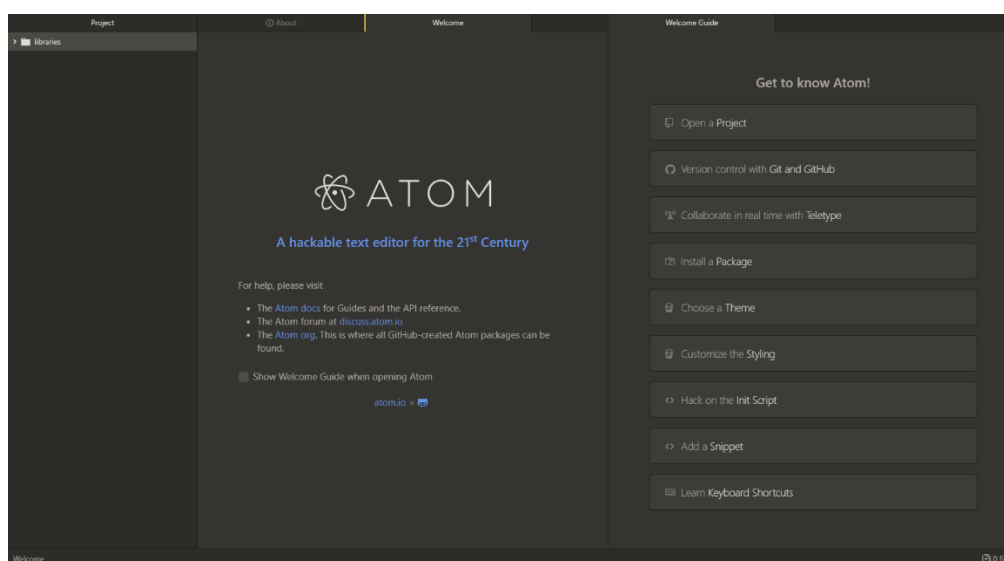 Project
About
Welcome
Welcome Guide
libraries
ATOM
A hackable text editor for the 21st Century
For help, please visit
• The Atom docs for Guides and the API reference.
• The Atom forum at discuss.atom.io
• The Atom org. This is where all GitHub-created Atom packages can be
found.
Show Welcome Guide when opening Atom
atom.io ×
Get to know Atom!
Open a Project
Version control with Git and GitHub
Collaborate in real time with Teletype
Install a Package
Choose a Theme
Customize the Styling
Hack on the Init Script
Add a Snippet
Learn Keyboard Shortcuts
Welcome